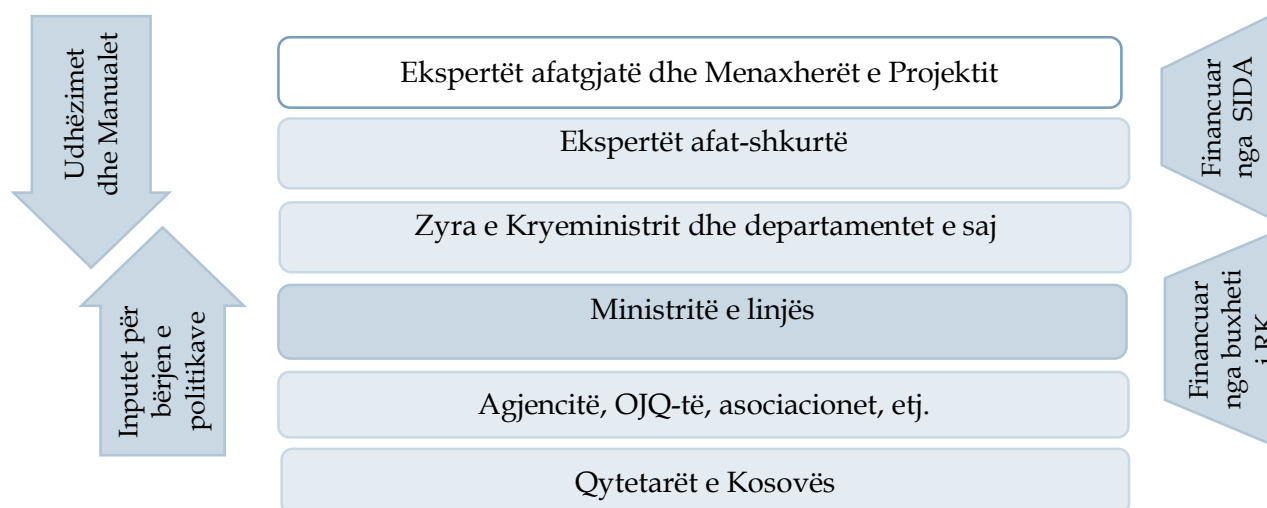 Udhëzimet
dhe Manualet
Inputet për
bërjen e
politikave
Ekspertët afatgjatë dhe Menaxherët e Projektit
Ekspertët afat-shkurtë
Zyra e Kryeministrit dhe departamentet e saj
Ministritë e linjës
Agjencitë, OJQ-të, asociacionet, etj.
Qytetarët e Kosovës
Financuar
nga SIDA
Financuar
nga buxheti
i RK